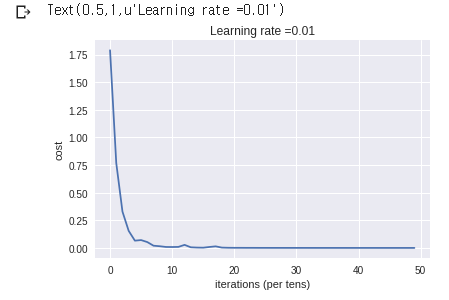 Text(0.5,1,u'Learning rate =0.01')
Learning rate =0.01
1.75
1.50
1.25
1.00
0.75
0.50
0.25
0.00
cost
0 10 20 30 40 50
iterations (per tens)